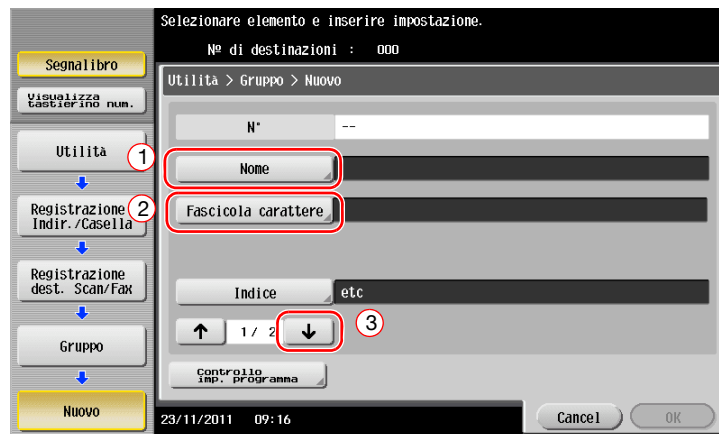 Selezionare elemento e inserire impostazione.
Nº di destinazioni : 000
Segnalibro
Visualizza
tastierino num.
Utilità
Registrazione
Indir./Casella
Registrazione
dest. Scan/Fax
Gruppo
Nuovo
Utilità > Gruppo > Nuovo
N° --
1
Nome
2
Fascicola carattere
Indice etc
1/ 2
3
Controllo
imp. programma
23/11/2011 09:16
Cancel
OK